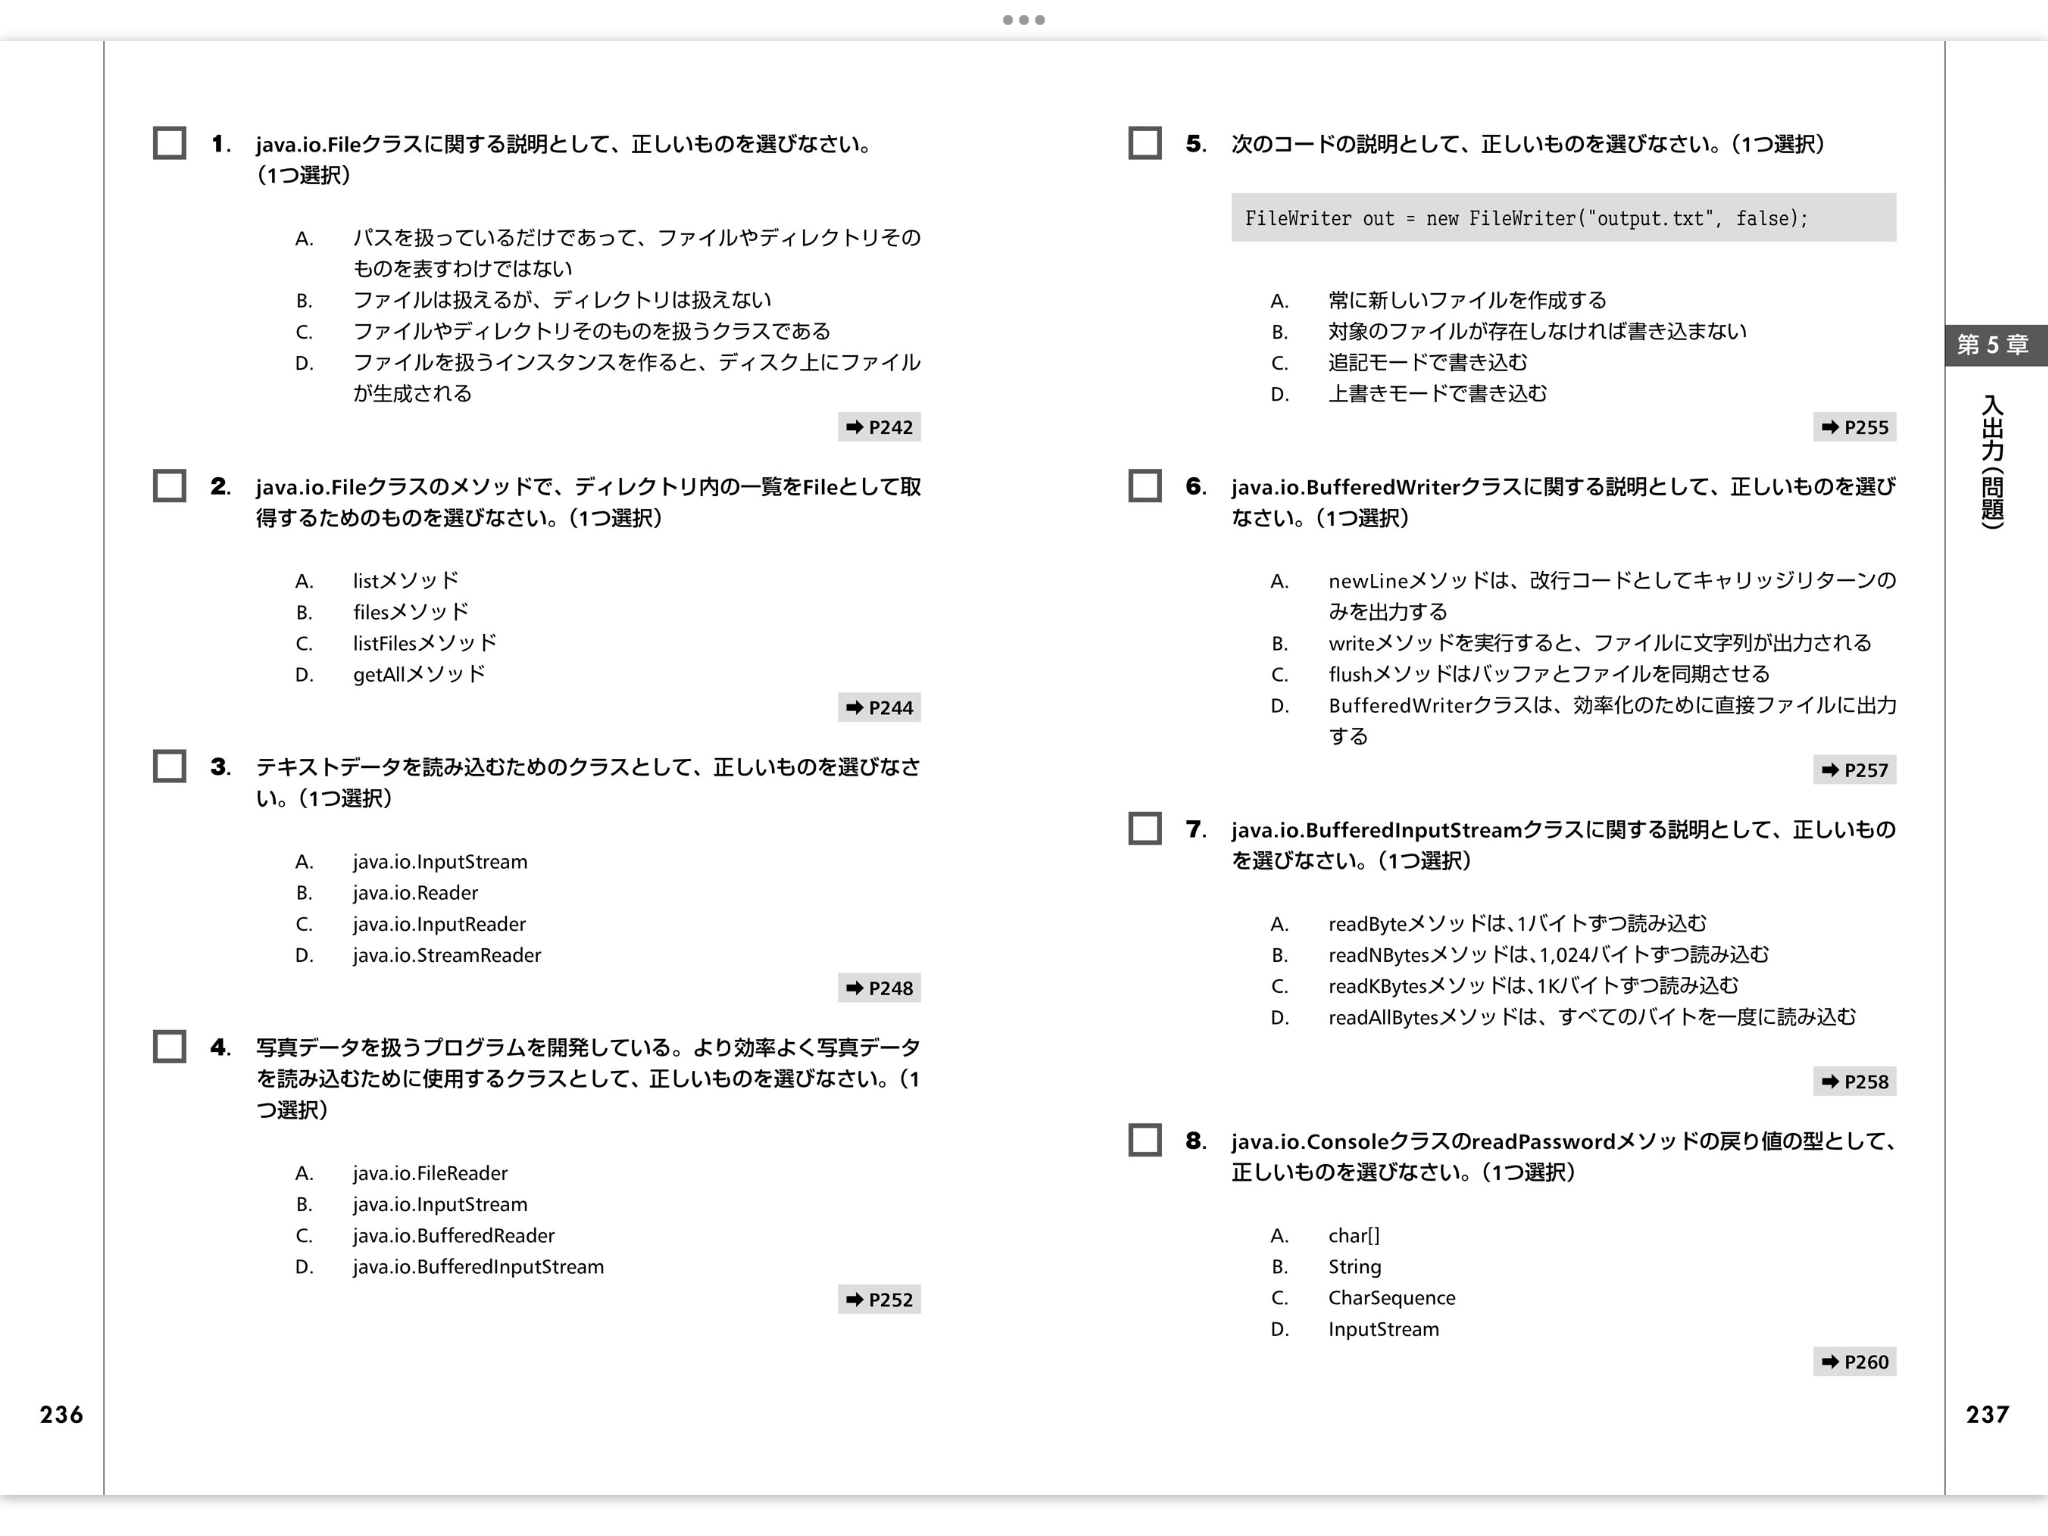 1. java.io.Fileクラスに関する説明として、正しいものを選びなさい。
（1つ選択）
A. パスを扱っているだけであって、ファイルやディレクトリその
ものを表すわけではない
B. ファイルは扱えるが、ディレクトリは扱えない
C. ファイルやディレクトリそのものを扱うクラスである
D. ファイルを扱うインスタンスを作ると、ディスク上にファイル
が生成される
➡ P242
2. java.io.Fileクラスのメソッドで、ディレクトリ内の一覧をFileとして取
得するためのものを選びなさい。（1つ選択）
A. listメソッド
B. filesメソッド
C. listFilesメソッド
D. getAllメソッド
➡ P244
3. テキストデータを読み込むためのクラスとして、正しいものを選びなさ
い。（1つ選択）
A. java.io.InputStream
B. java.io.Reader
C. java.io.InputReader
D. java.io.StreamReader
➡ P248
4. 写真データを扱うプログラムを開発している。より効率よく写真データ
を読み込むために使用するクラスとして、正しいものを選びなさい。（1
つ選択）
A. java.io.FileReader
B. java.io.InputStream
C. java.io.BufferedReader
D. java.io.BufferedInputStream
➡ P252
236
5. 次のコードの説明として、正しいものを選びなさい。（1つ選択）
FileWriter out = new FileWriter("output.txt", false);
A. 常に新しいファイルを作成する
B. 対象のファイルが存在しなければ書き込まない
C. 追記モードで書き込む
D. 上書きモードで書き込む
➡ P255
6. java.io.BufferedWriterクラスに関する説明として、正しいものを選び
なさい。（1つ選択）
A. newLineメソッドは、改行コードとしてキャリッジリターンの
みを出力する
B. writeメソッドを実行すると、ファイルに文字列が出力される
C. flushメソッドはバッファとファイルを同期させる
D. BufferedWriterクラスは、効率化のために直接ファイルに出力
する
➡ P257
7. java.io.BufferedInputStreamクラスに関する説明として、正しいもの
を選びなさい。（1つ選択）
A. readByteメソッドは、1バイトずつ読み込む
B. readNBytesメソッドは、1,024バイトずつ読み込む
C. readKBytesメソッドは、1Kバイトずつ読み込む
D. readAllBytesメソッドは、すべてのバイトを一度に読み込む
➡ P258
8. java.io.ConsoleクラスのreadPasswordメソッドの戻り値の型として、
正しいものを選びなさい。（1つ選択）
A. char[]
B. String
C. CharSequence
D. InputStream
➡ P260
第5章
入出力（問題）
237